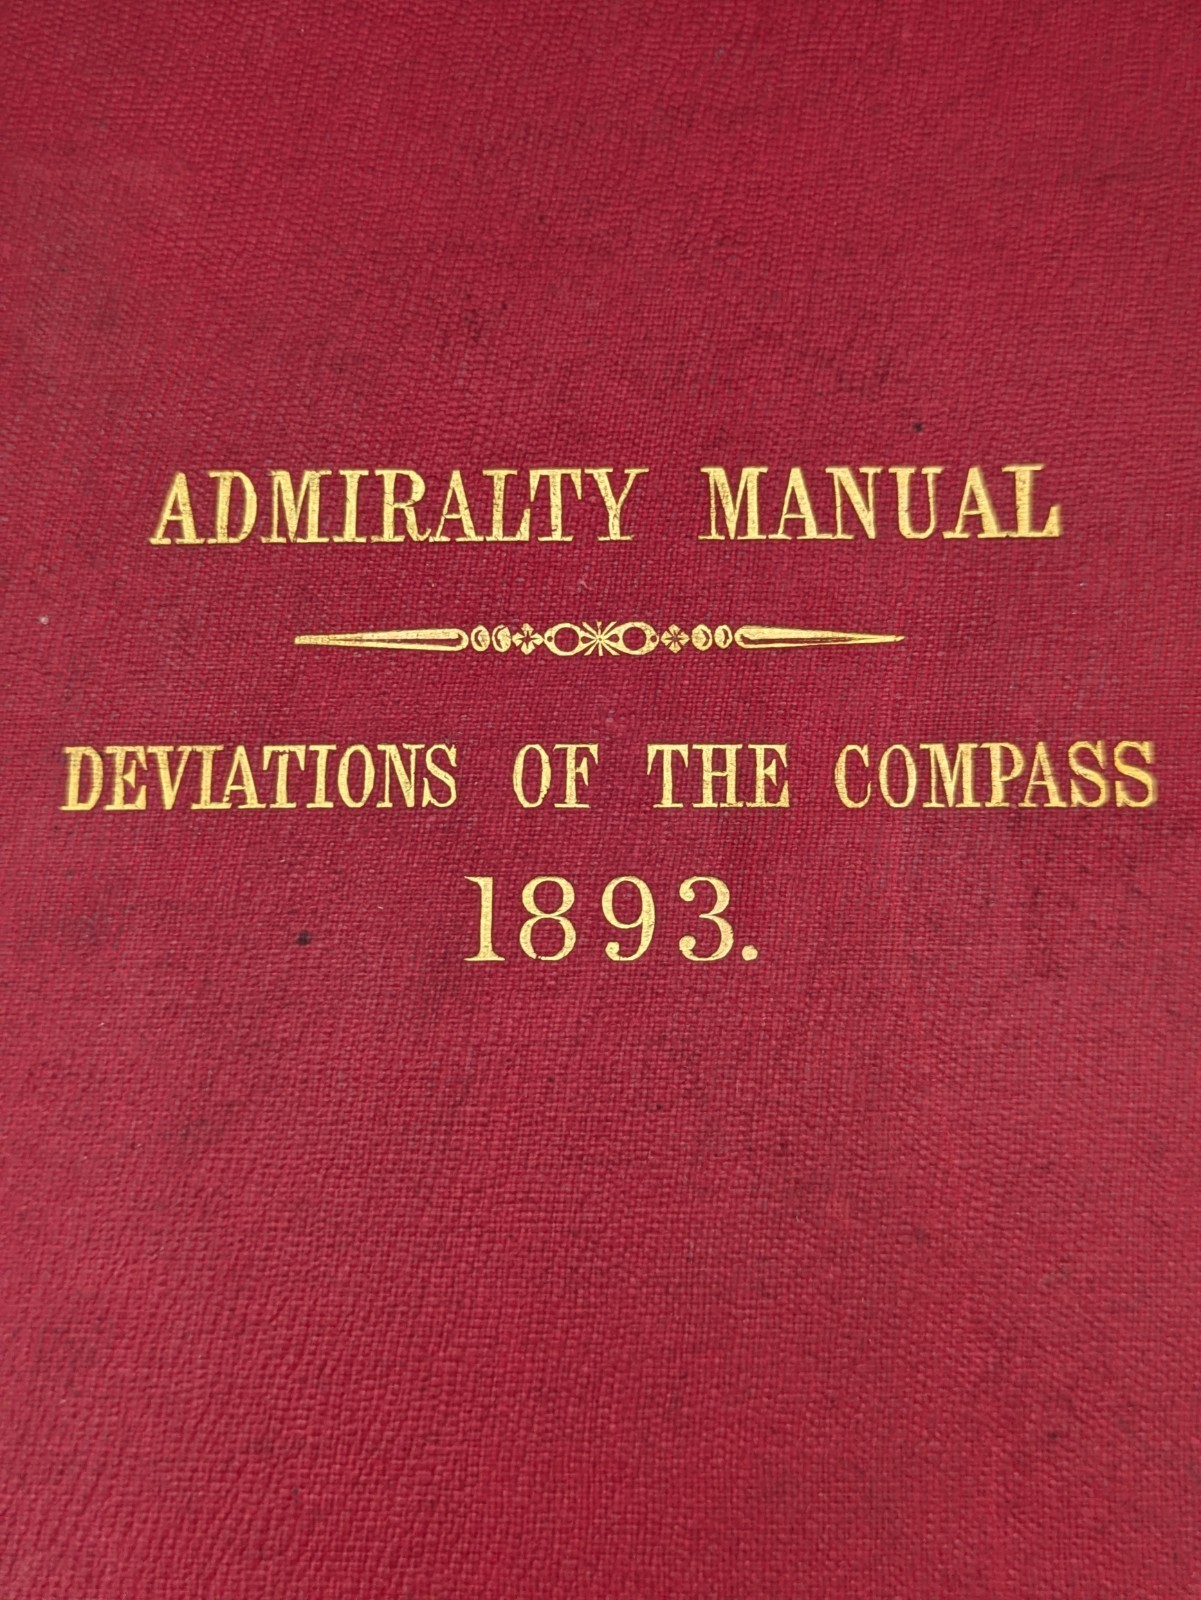 ADMIRALTY MANUAL
DEVIATIONS OF THE COMPASS
1893.